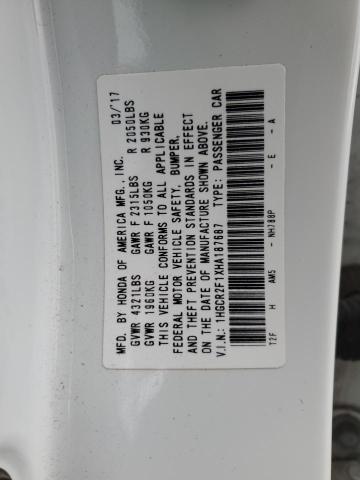 MFD. BY HONDA OF AMERICA MFG., INC. 03/'17
GVWR 4321LBS GAWR F 2315LBS R 2050LBS
GVWR 1960KG GAWR F 1050KG R 930KG
THIS VEHICLE CONFORMS TO ALL APPLICABLE
FEDERAL MOTOR VEHICLE SAFETY, BUMPER,
AND THEFT PREVENTION STANDARDS IN EFFECT
ON THE DATE OF MANUFACTURE SHOWN ABOVE.
V.I.N.: 1HGCR2F1XHA187687 TYPE: PASSENGER CAR
T2F H AM5 - NH788P - E - A